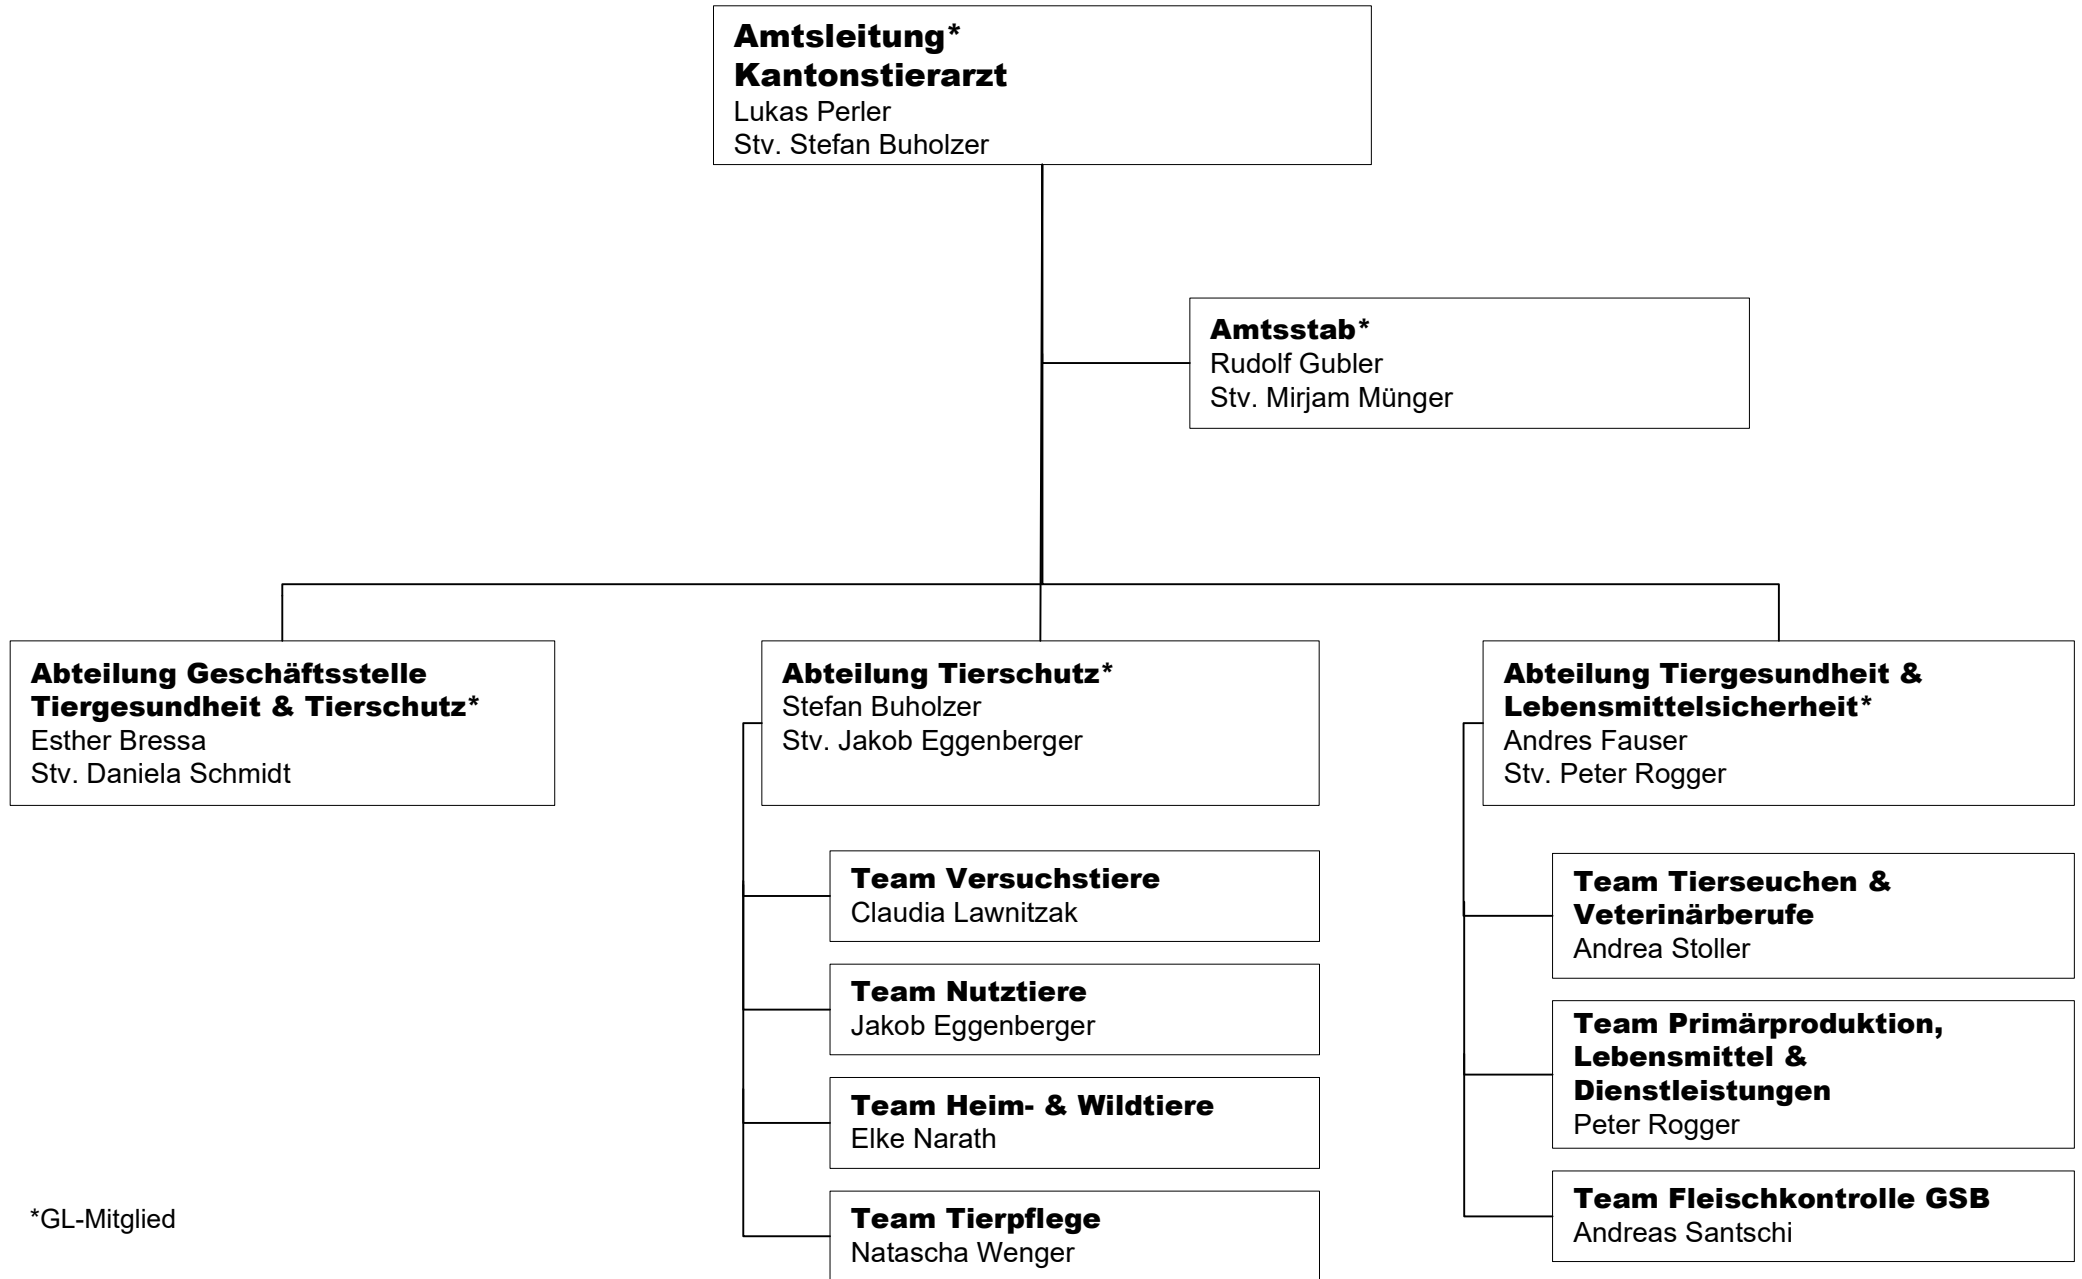 Amtsleitung*
Kantonstierarzt
Lukas Perler
Stv. Stefan Buholzer
Amtsstab*
Rudolf Gubler
Stv. Mirjam Münger
Abteilung Geschäftsstelle
Tiergesundheit & Tierschutz*
Esther Bressa
Stv. Daniela Schmidt
Abteilung Tierschutz*
Stefan Buholzer
Stv. Jakob Eggenberger
Team Versuchstiere
Claudia Lawnitzak
Team Nutztiere
Jakob Eggenberger
Team Heim- & Wildtiere
Elke Narath
Team Tierpflege
Natascha Wenger
Abteilung Tiergesundheit &
Lebensmittelsicherheit*
Andres Fauser
Stv. Peter Rogger
Team Tierseuchen &
Veterinärberufe
Andrea Stoller
Team Primärproduktion,
Lebensmittel &
Dienstleistungen
Peter Rogger
Team Fleischkontrolle GSB
Andreas Santschi
*GL-Mitglied